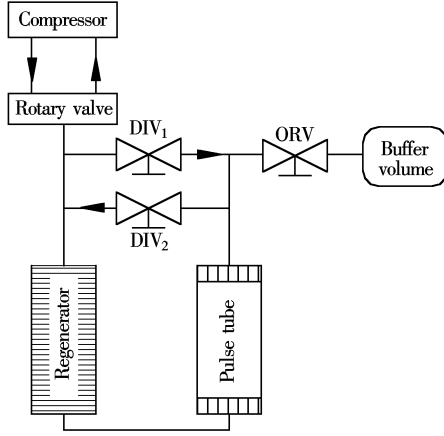 Compressor
Rotary valve
DIV₁
ORV
Buffer
volume
DIV₂
Regenerator
Pulse tube